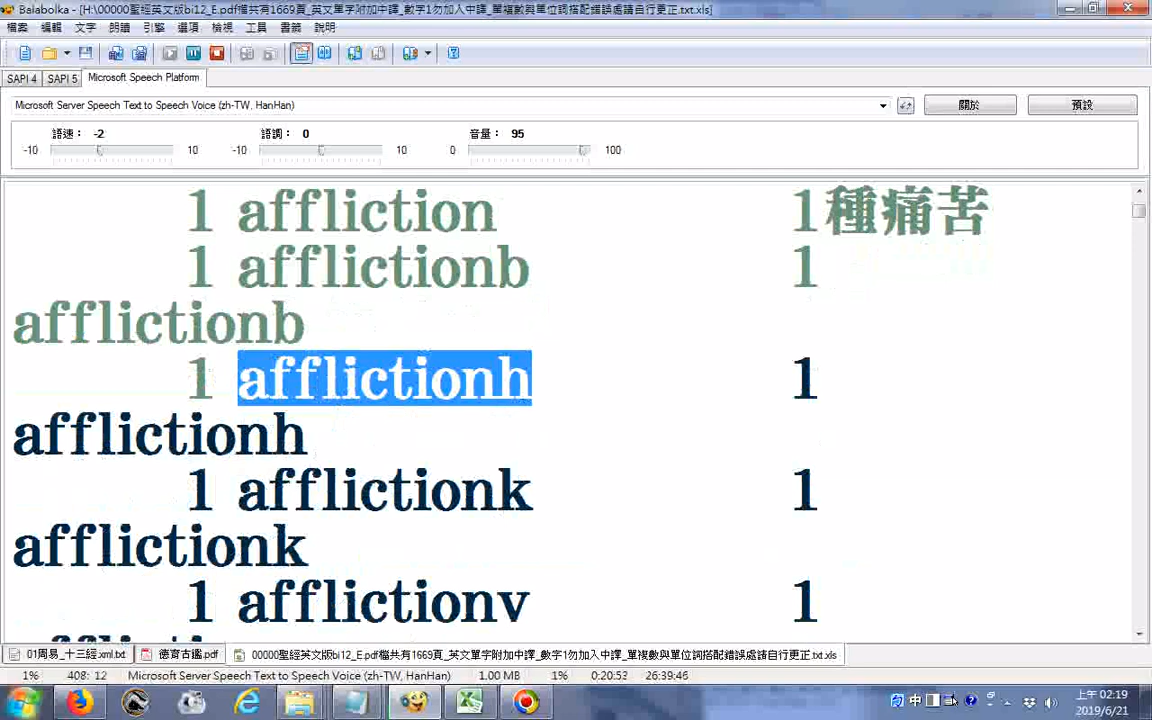 Balabolka - [H:\00000聖經英文版bi12_E.pdf檔共有1669頁_英文單字附加中譯_數字1勿加入中譯_單複數與單位詞搭配錯誤處請自行更正.txt.xls]
檔案 編輯 文字 朗讀 引擎 選項 檢視 工具 書籤 說明
SAPI 4 SAPI 5 Microsoft Speech Platform
Microsoft Server Speech Text to Speech Voice (zh-TW, HanHan) 關於 預設
語速： -2 語調： 0 音量： 95
-10 10 -10 10 0 100
1 affliction 1種痛苦
1 afflictionb 1
afflictionb
1 afflictionh 1
afflictionh
1 afflictionk 1
afflictionk
1 afflictionv 1
01周易_十三經.xml.txt 德育古鑑.pdf 00000聖經英文版bi12_E.pdf檔共有1669頁_英文單字附加中譯_數字1勿加入中譯_單複數與單位詞搭配錯誤處請自行更正.txt.xls
1% 408: 12 Microsoft Server Speech Text to Speech Voice (zh-TW, HanHan) 1.00 MB 1% 0:20:53 26:39:46
中 上午 02:19
2019/6/21